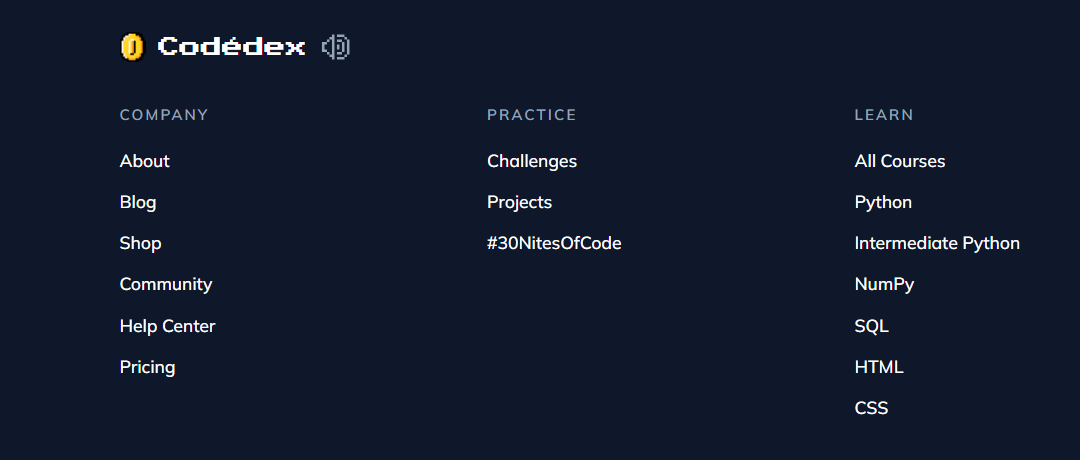 Codédex
COMPANY
About
Blog
Shop
Community
Help Center
Pricing
PRACTICE
Challenges
Projects
#30NitesOfCode
LEARN
All Courses
Python
Intermediate Python
NumPy
SQL
HTML
CSS